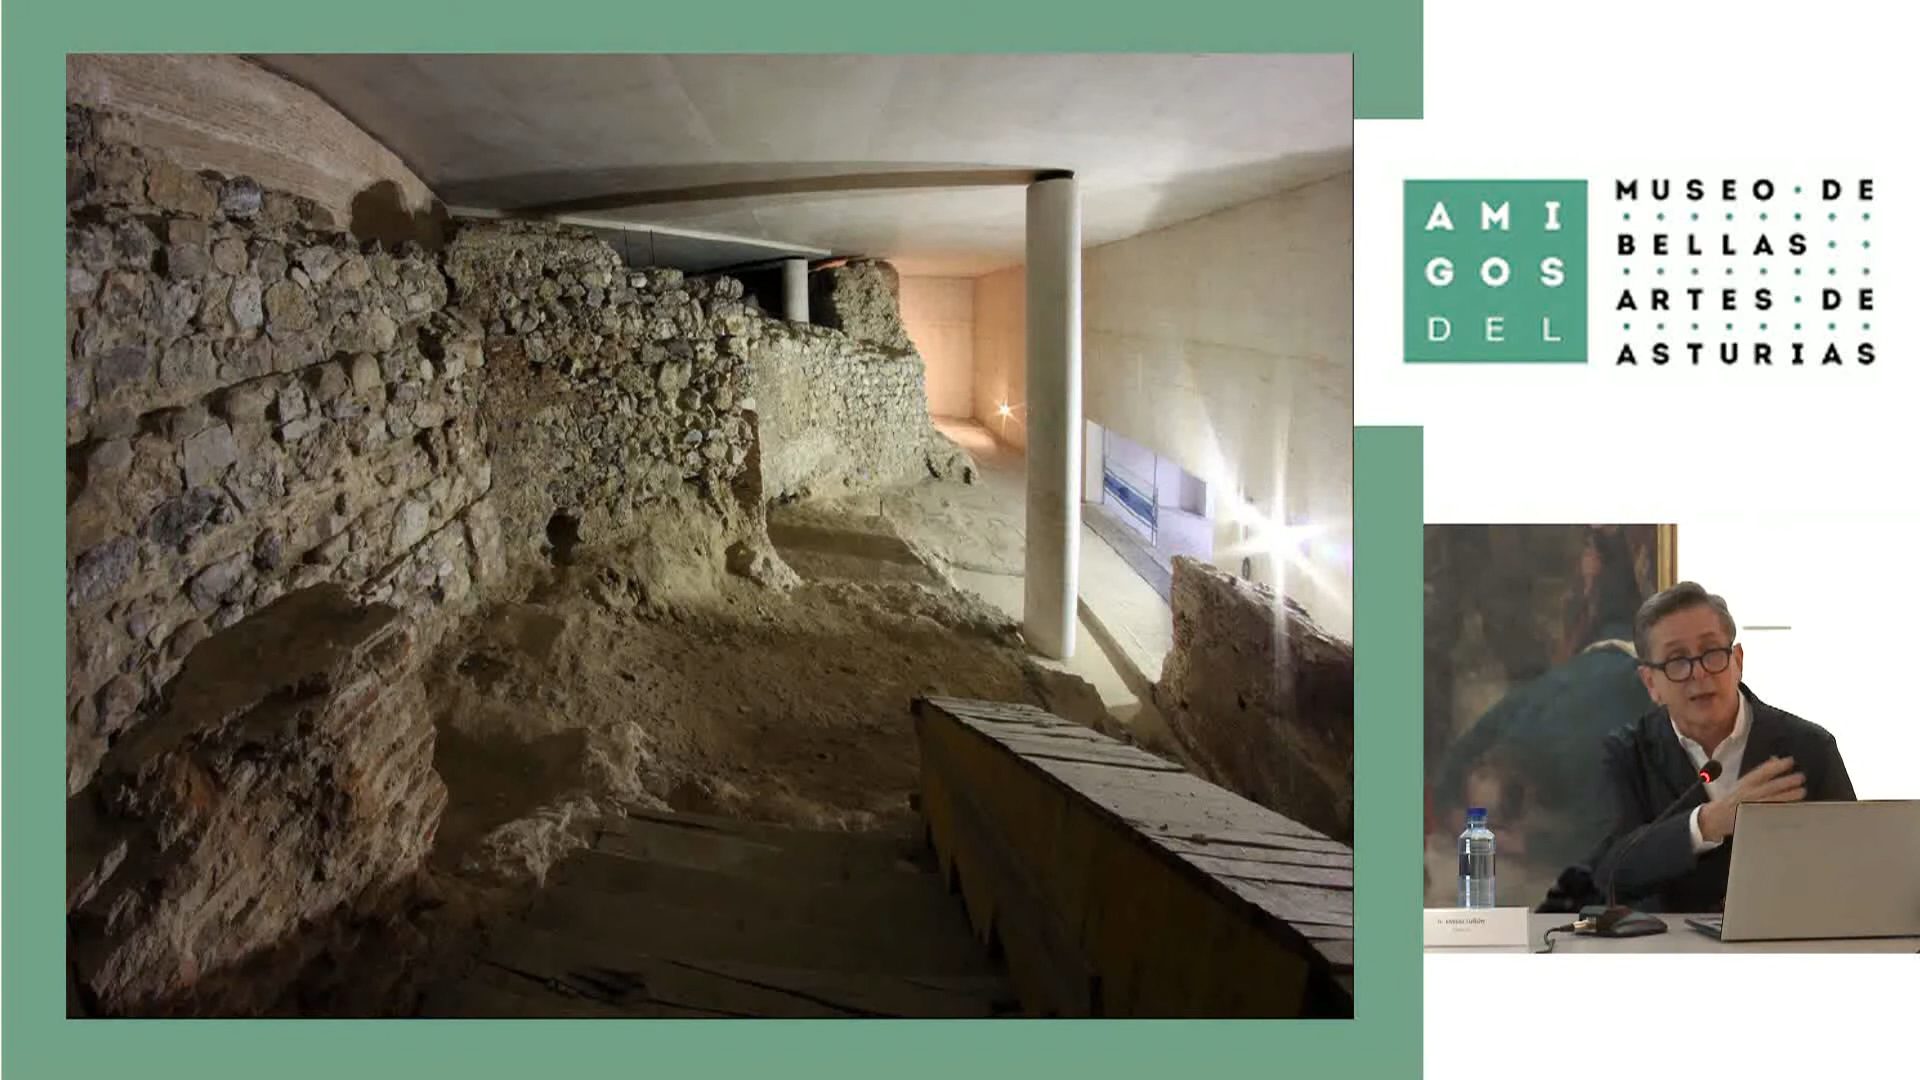 AMI
GOS
DEL
MUSEO · DE
BELLAS
ARTES · DE
ASTURIAS